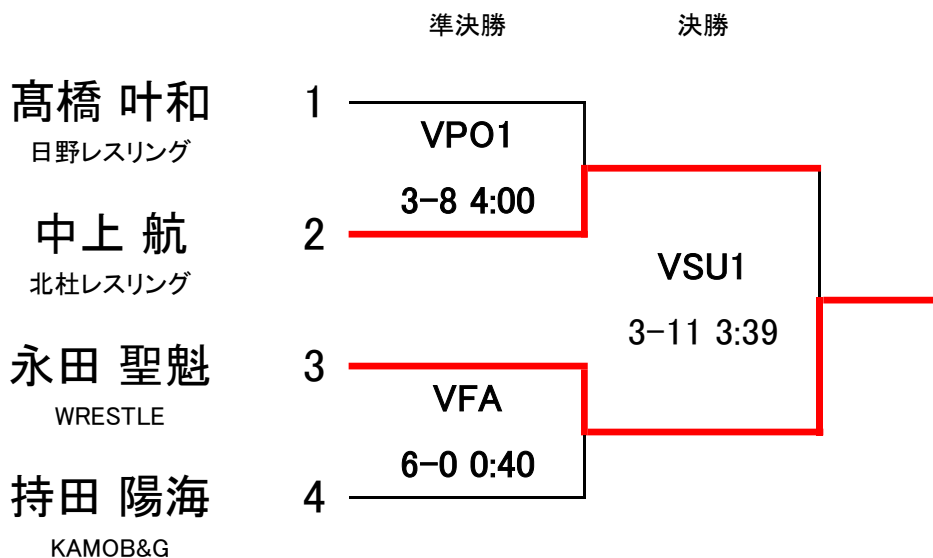 準決勝 決勝
髙橋 叶和 1
日野レスリング
VPO1
3-8 4:00
中上 航 2
北杜レスリング
VSU1
3-11 3:39
永田 聖魁 3
WRESTLE
VFA
6-0 0:40
持田 陽海 4
KAMOB&G